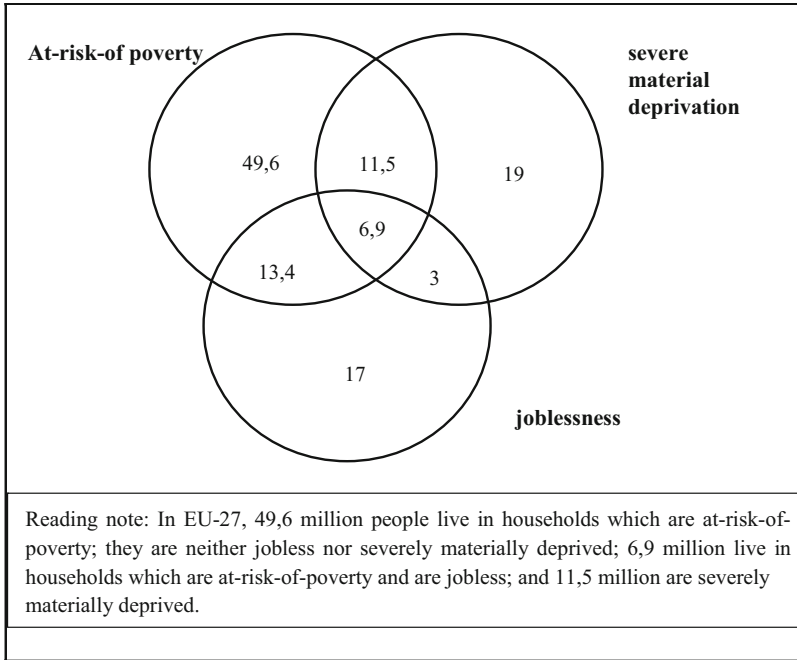 At-risk-of poverty
severe
material
deprivation
49,6
11,5
19
6,9
13,4
3
17
joblessness
Reading note: In EU-27, 49,6 million people live in households which are at-risk-of-
poverty; they are neither jobless nor severely materially deprived; 6,9 million live in
households which are at-risk-of-poverty and are jobless; and 11,5 million are severely
materially deprived.